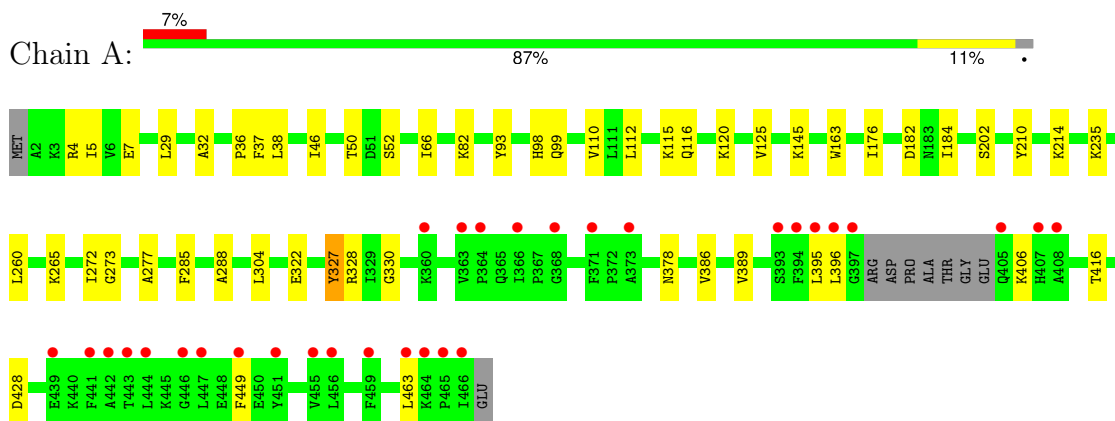 7%
Chain A:
87% 11% •
MET A2 K3 R4 I5 V6 E7 L29 A32 P36 F37 L38 I46 T50 D51 S52 I66 K82 Y93 H98 Q99 V110 L111 L112 K115 Q116 K120 V125 K145 W163 I176 D182 N183 I184 S202 Y210 K214 K235
L260 K265 I272 G273 A277 F285 A288 L304 E322 Y327 R328 I329 G330 K360 V363 P364 Q365 I366 P367 G368 F371 P372 A373 N378 V386 V389 S393 F394 L395 L396 G397 ARG ASP PRO ALA THR GLY GLU Q405 K406 H407 A408 T416
D428 E439 K440 F441 A442 T443 L444 K445 G446 L447 E448 F449 E450 Y451 V455 L456 F459 L463 K464 P465 I466 GLU